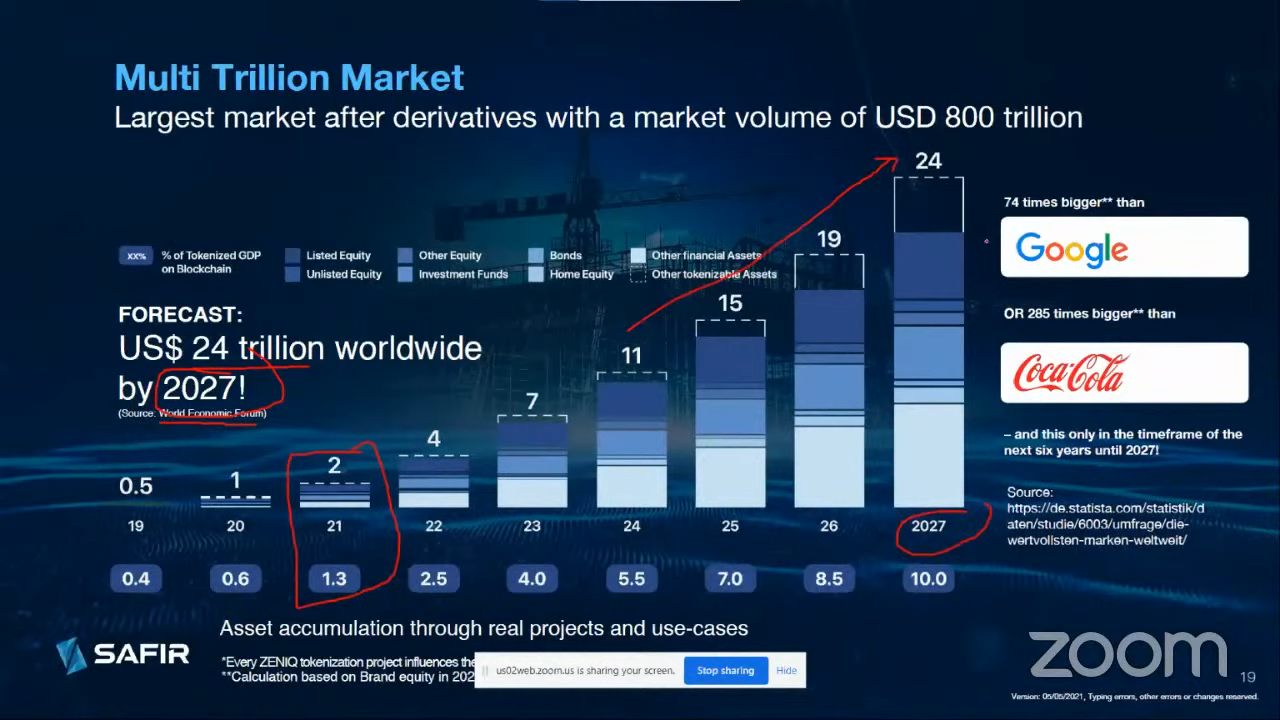 Multi Trillion Market
Largest market after derivatives with a market volume of USD 800 trillion
xx% % of Tokenized GDP
on Blockchain
Listed Equity
Unlisted Equity
Other Equity
Investment Funds
Bonds
Home Equity
Other financial Assets
Other tokenizable Assets
FORECAST:
US$ 24 trillion worldwide
by 2027!
(Source: World Economic Forum)
0.5 1 2 4 7 11 15 19 24
19 20 21 22 23 24 25 26 2027
0.4 0.6 1.3 2.5 4.0 5.5 7.0 8.5 10.0
74 times bigger** than
Google
OR 285 times bigger** than
Coca-Cola
– and this only in the timeframe of the
next six years until 2027!
Source:
https://de.statista.com/statistik/d
aten/studie/6003/umfrage/die-
wertvollsten-marken-weltweit/
Asset accumulation through real projects and use-cases
SAFIR
*Every ZENIQ tokenization project influences the
**Calculation based on Brand equity in 202
us02web.zoom.us is sharing your screen. Stop sharing Hide
zoom
19
Version: 05/05/2021, Typing errors, other errors or changes reserved.